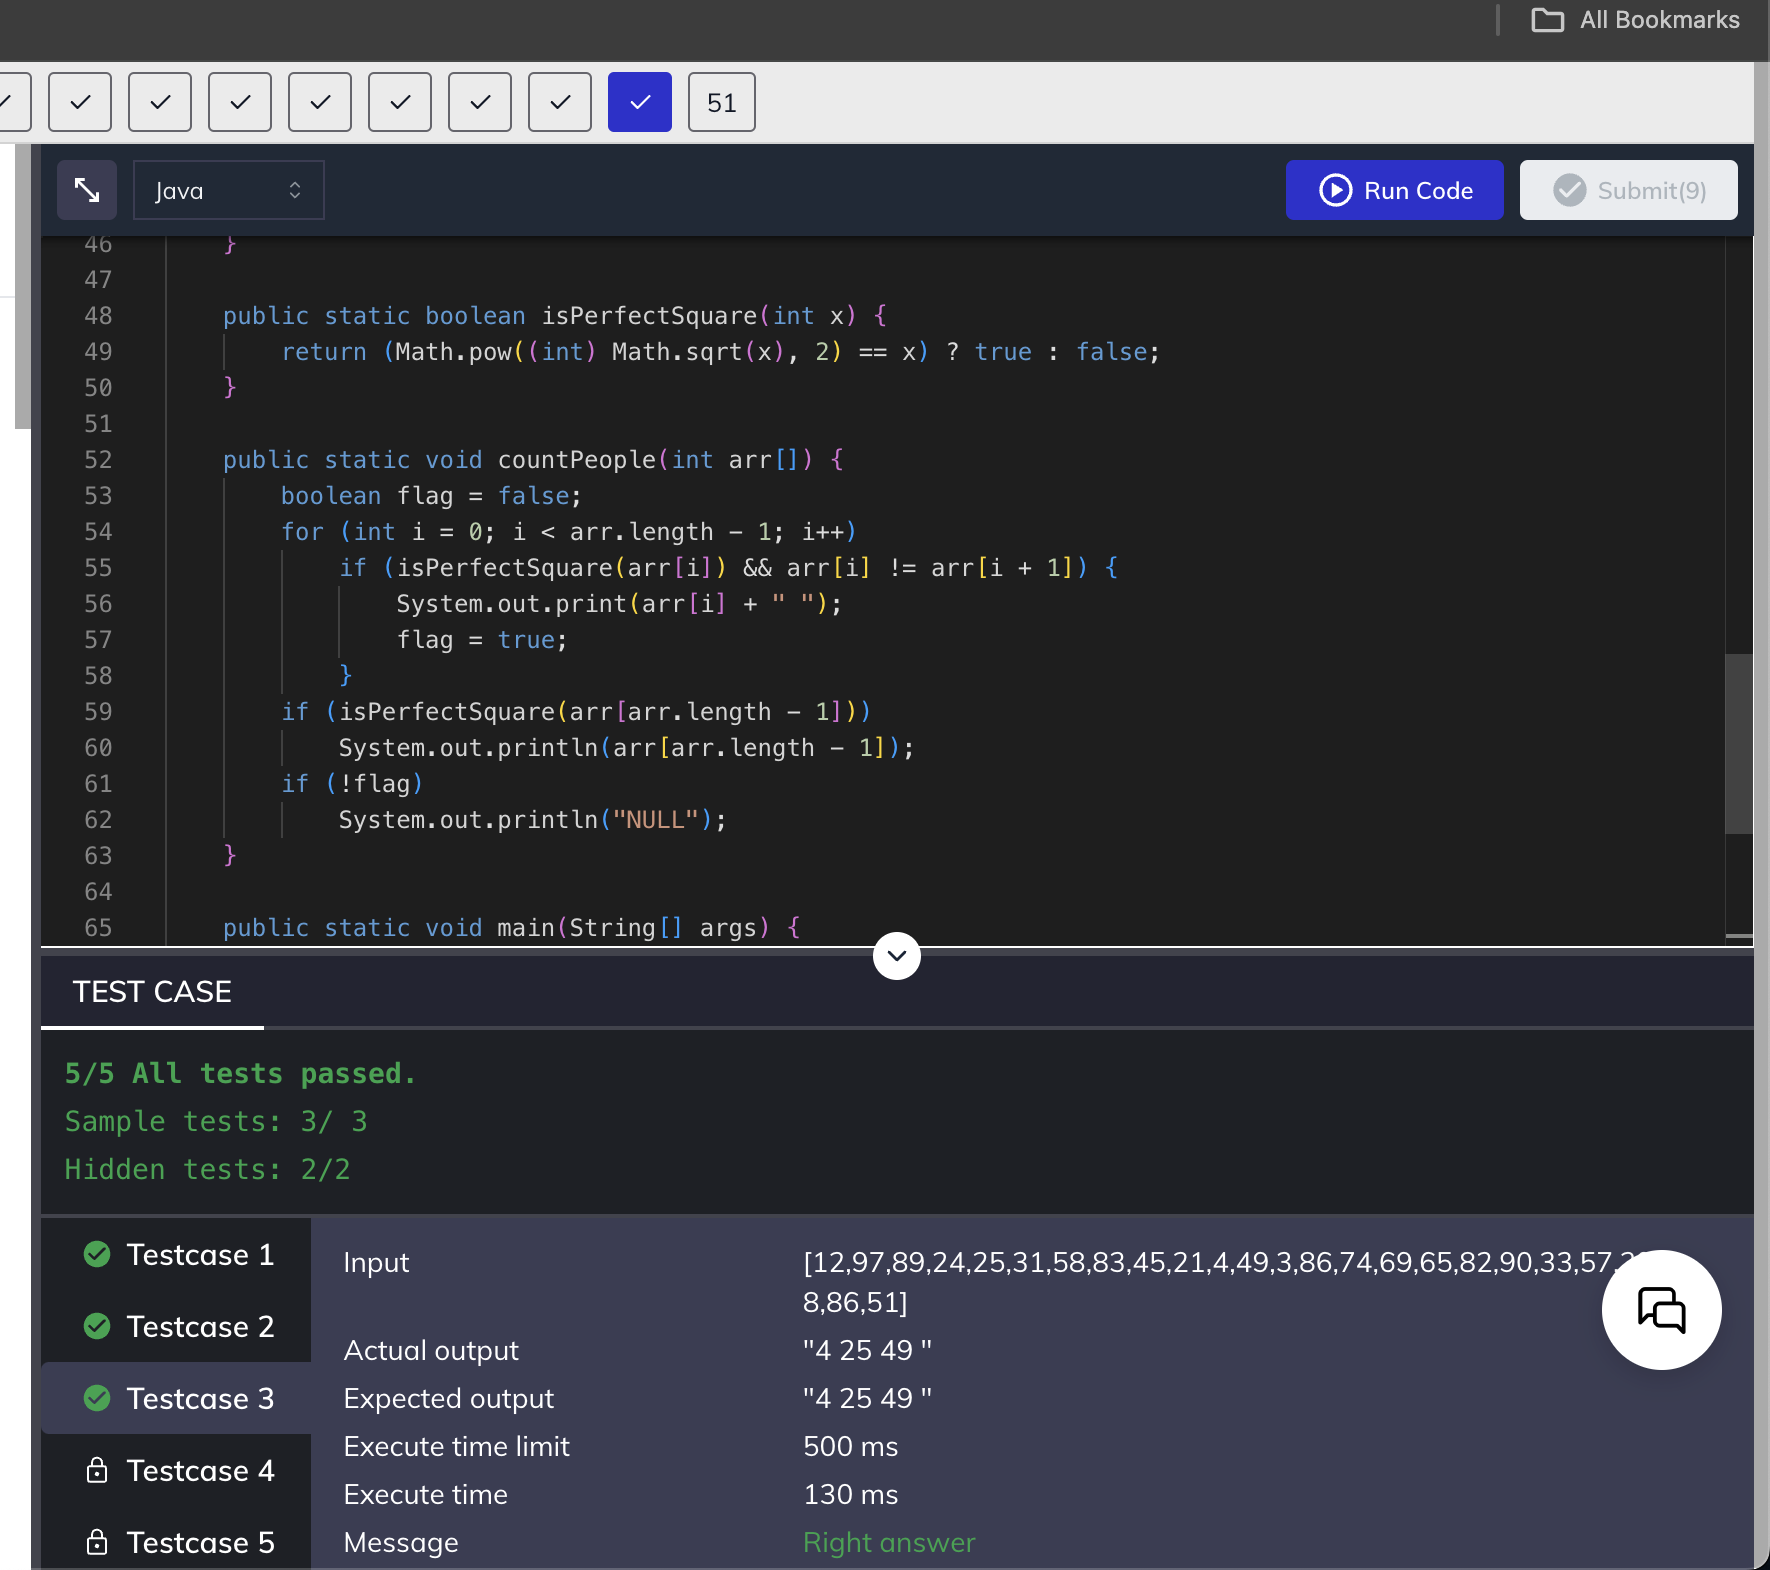 All Bookmarks
51
Java
Run Code
Submit(9)
46 }
47
48 public static boolean isPerfectSquare(int x) {
49 return (Math.pow((int) Math.sqrt(x), 2) == x) ? true : false;
50 }
51
52 public static void countPeople(int arr[]) {
53 boolean flag = false;
54 for (int i = 0; i < arr.length - 1; i++)
55 if (isPerfectSquare(arr[i]) && arr[i] != arr[i + 1]) {
56 System.out.print(arr[i] + " ");
57 flag = true;
58 }
59 if (isPerfectSquare(arr[arr.length - 1]))
60 System.out.println(arr[arr.length - 1]);
61 if (!flag)
62 System.out.println("NULL");
63 }
64
65 public static void main(String[] args) {
TEST CASE
5/5 All tests passed.
Sample tests: 3/ 3
Hidden tests: 2/2
Testcase 1
Testcase 2
Testcase 3
Testcase 4
Testcase 5
Input
[12,97,89,24,25,31,58,83,45,21,4,49,3,86,74,69,65,82,90,33,57,
8,86,51]
Actual output
"4 25 49 "
Expected output
"4 25 49 "
Execute time limit
500 ms
Execute time
130 ms
Message
Right answer